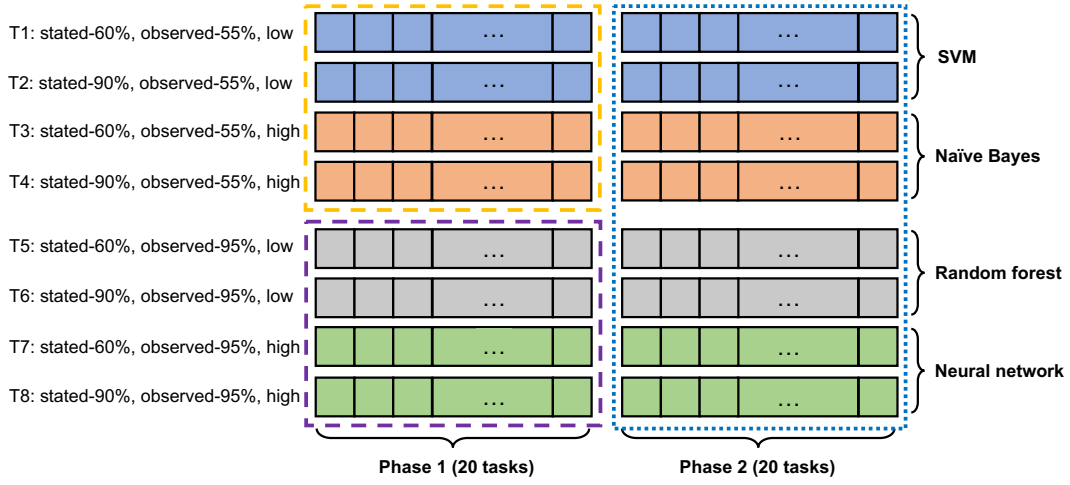 T1: stated-60%, observed-55%, low
... ...
SVM
T2: stated-90%, observed-55%, low
... ...
T3: stated-60%, observed-55%, high
... ...
Naïve Bayes
T4: stated-90%, observed-55%, high
... ...
T5: stated-60%, observed-95%, low
... ...
Random forest
T6: stated-90%, observed-95%, low
... ...
T7: stated-60%, observed-95%, high
... ...
Neural network
T8: stated-90%, observed-95%, high
... ...
Phase 1 (20 tasks)
Phase 2 (20 tasks)